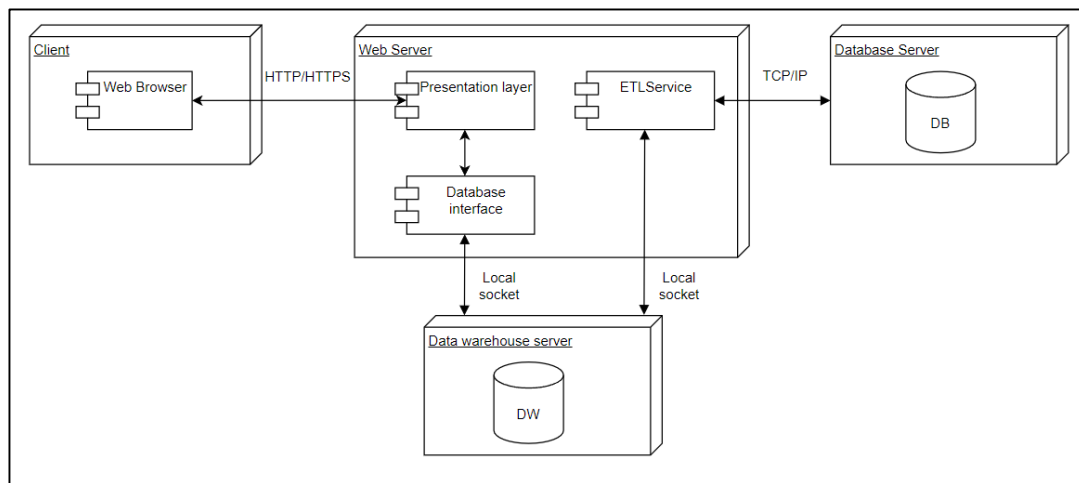 Client
Web Server
Database Server
HTTP/HTTPS
TCP/IP
Web Browser
Presentation layer
ETLService
DB
Database
interface
Local
socket
Local
socket
Data warehouse server
DW